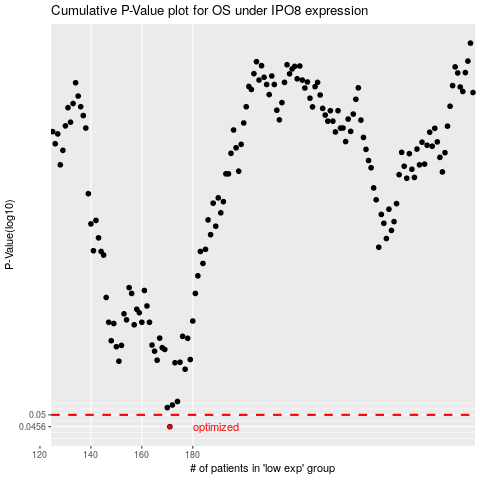 Cumulative P-Value plot for OS under IPO8 expression
P-Value(log10)
0.05
0.0456
optimized
120 140 160 180
# of patients in 'low exp' group